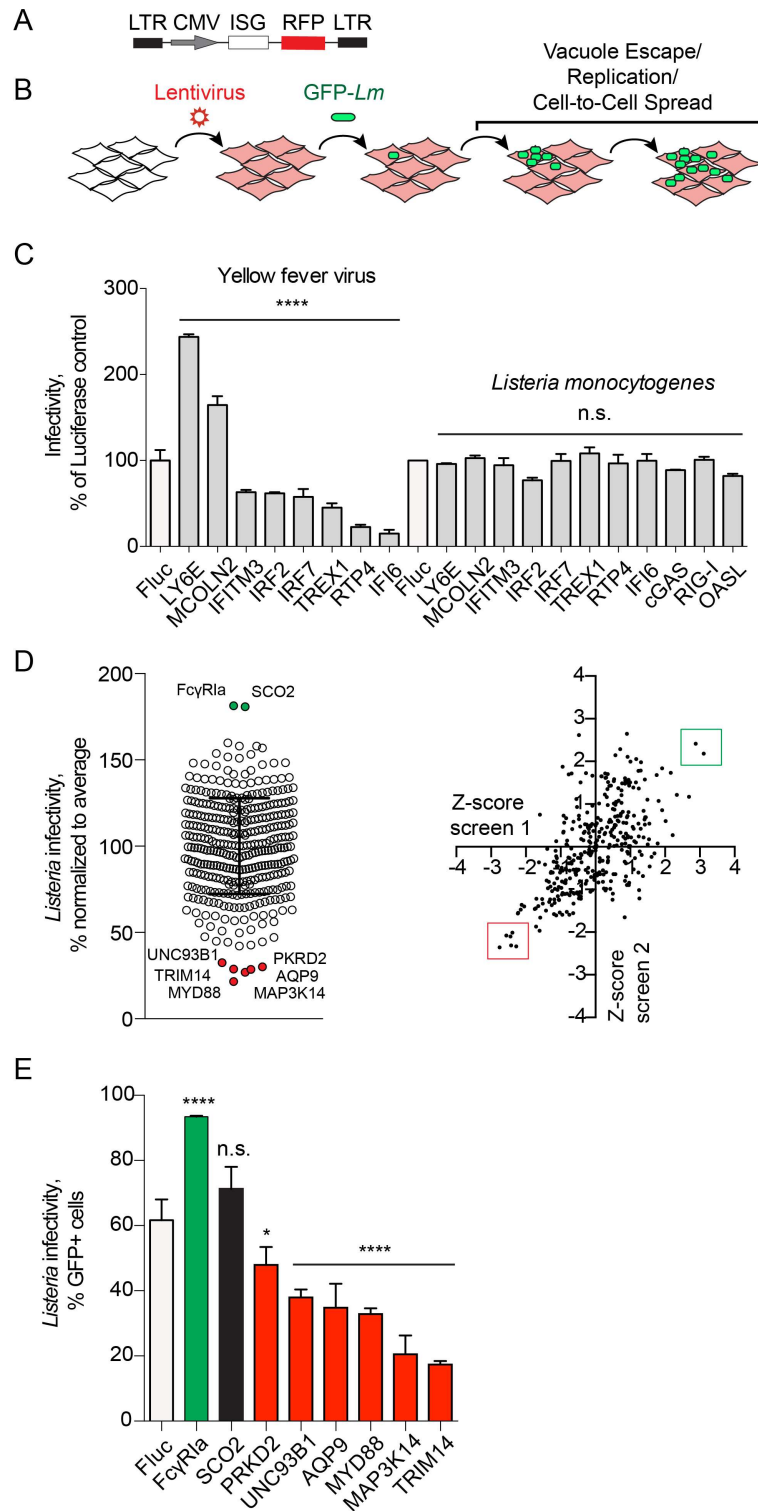 A
LTR CMV ISG RFP LTR
B
Lentivirus
GFP-Lm
Vacuole Escape/
Replication/
Cell-to-Cell Spread
C
Yellow fever virus
****
Listeria monocytogenes
n.s.
Infectivity,
% of Luciferase control
300
200
100
0
Fluc LY6E MCOLN2 IFITM3 IRF2 IRF7 TREX1 RTP4 IFI6 Fluc LY6E MCOLN2 IFITM3 IRF2 IRF7 TREX1 RTP4 IFI6 cGAS RIG-I OASL
D
Listeria infectivity,
% normalized to average
200
150
100
50
0
FcγRIa SCO2
UNC93B1 PKRD2
TRIM14 AQP9
MYD88 MAP3K14
Z-score
screen 1
Z-score
screen 2
4
3
2
1
-2
-3
-4
-4 -3 -2 -1 0 1 2 3 4
E
Listeria infectivity,
% GFP+ cells
100
80
60
40
20
0
****
n.s.
*
****
Fluc FcγRIa SCO2 PRKD2 UNC93B1 AQP9 MYD88 MAP3K14 TRIM14